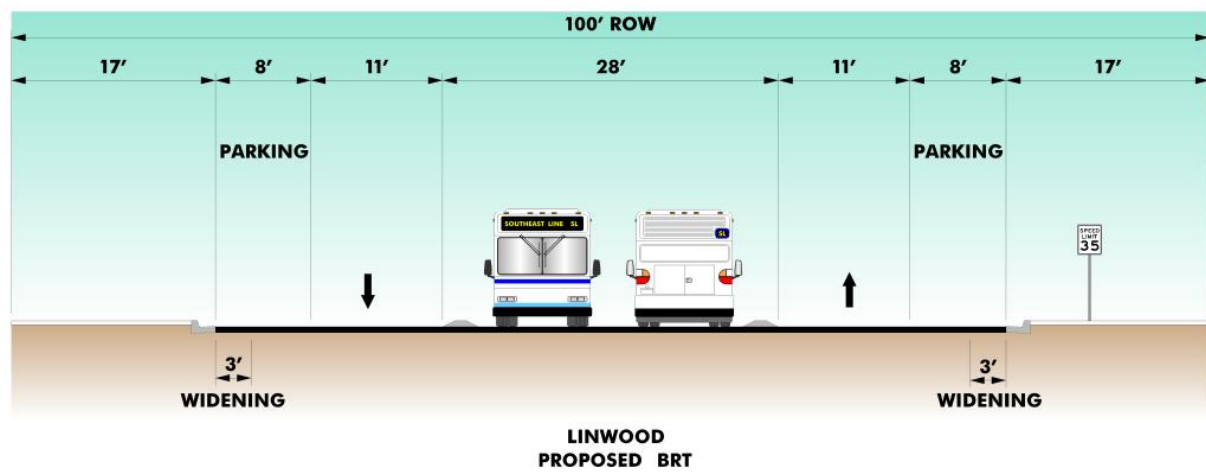 100' ROW
17' 8' 11' 28' 11' 8' 17'
PARKING PARKING
SOUTHEAST LINE SL
SL
SPEED
LIMIT
35
3' 3'
WIDENING WIDENING
LINWOOD
PROPOSED BRT